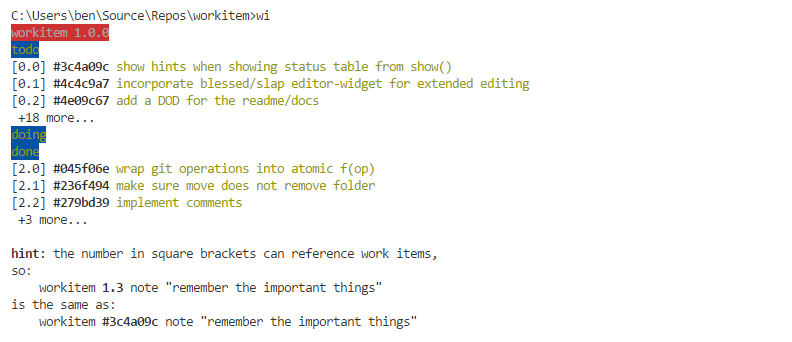 C:\Users\ben\Source\Repos\workitem>wi
workitem 1.0.0
todo
[0.0] #3c4a09c show hints when showing status table from show()
[0.1] #4c4c9a7 incorporate blessed/slap editor-widget for extended editing
[0.2] #4e09c67 add a DOD for the readme/docs
+18 more...
doing
done
[2.0] #045f06e wrap git operations into atomic f(op)
[2.1] #236f494 make sure move does not remove folder
[2.2] #279bd39 implement comments
+3 more...
hint: the number in square brackets can reference work items,
so:
workitem 1.3 note "remember the important things"
is the same as:
workitem #3c4a09c note "remember the important things"